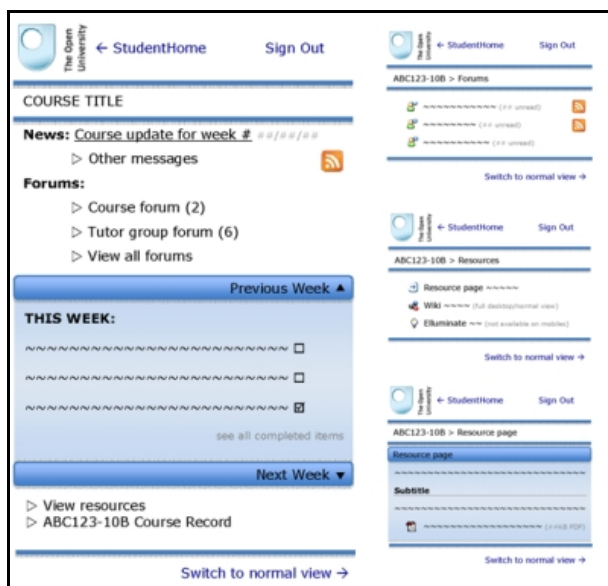 The Open
University
← StudentHome Sign Out
COURSE TITLE
News: Course update for week # ##/##/##
▷ Other messages
Forums:
▷ Course forum (2)
▷ Tutor group forum (6)
▷ View all forums
Previous Week ▲
THIS WEEK:
~~~~~~~~~~~~~~~~~~~~~~~~ ☐
~~~~~~~~~~~~~~~~~~~~~~~~ ☐
~~~~~~~~~~~~~~~~~~~~~~~~ ☑
see all completed items
Next Week ▼
▷ View resources
▷ ABC123-10B Course Record
Switch to normal view →
The Open
University
← StudentHome Sign Out
ABC123-10B > Forums
~~~~~~~~~~~ (## unread)
~~~~~~~~ (## unread)
~~~~~~~~~~ (## unread)
Switch to normal view →
The Open
University
← StudentHome Sign Out
ABC123-10B > Resources
Resource page ~~~~~
Wiki ~~~~ (full desktop/normal view)
Elluminate ~~ (not available on mobiles)
Switch to normal view →
The Open
University
← StudentHome Sign Out
ABC123-10B > Resource page
Resource page
~~~~~~~~~~~~~~~~~~~~~~~~~~~~
Subtitle
~~~~~~~~~~~~~~~~~~~~~~~~~~~~
~~~~~~~~~~~~~~~~~~ (##KB PDF)
Switch to normal view →